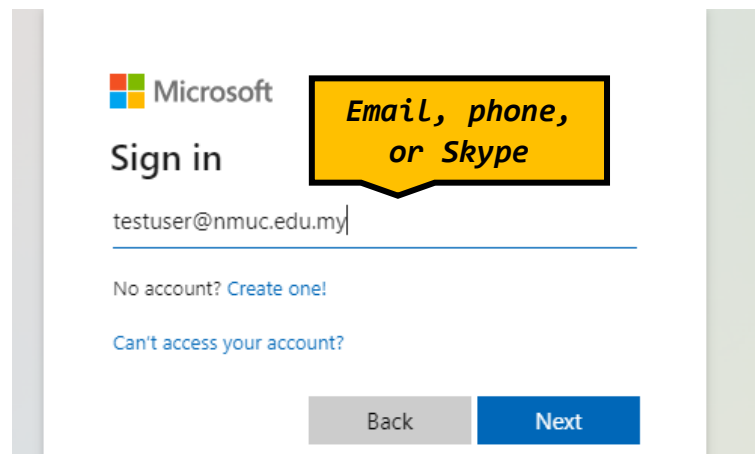 Microsoft
Email, phone,
or Skype
Sign in
testuser@nmuc.edu.my
No account? Create one!
Can't access your account?
Back
Next